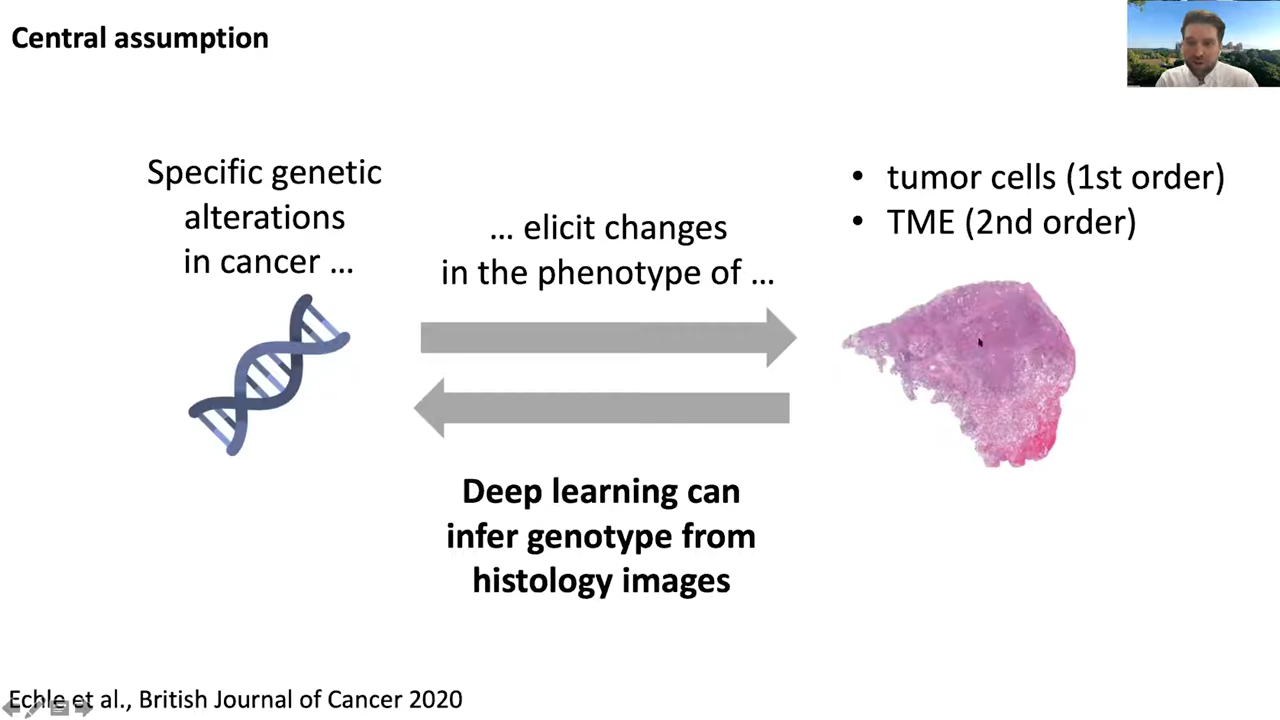 Central assumption
Specific genetic
alterations
in cancer ...
... elicit changes
in the phenotype of ...
• tumor cells (1st order)
• TME (2nd order)
Deep learning can
infer genotype from
histology images
Echle et al., British Journal of Cancer 2020